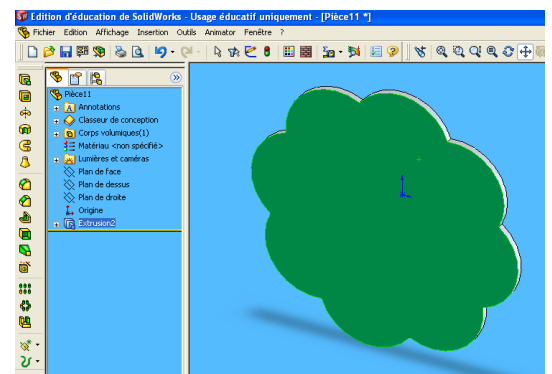 Edition d'éducation de SolidWorks - Usage éducatif uniquement - [Pièce11 *]
Fichier Edition Affichage Insertion Outils Animator Fenêtre ?
Pièce11
Annotations
Classeur de conception
Corps volumiques(1)
Matériau <non spécifié>
Lumières et caméras
Plan de face
Plan de dessus
Plan de droite
Origine
Extrusion2